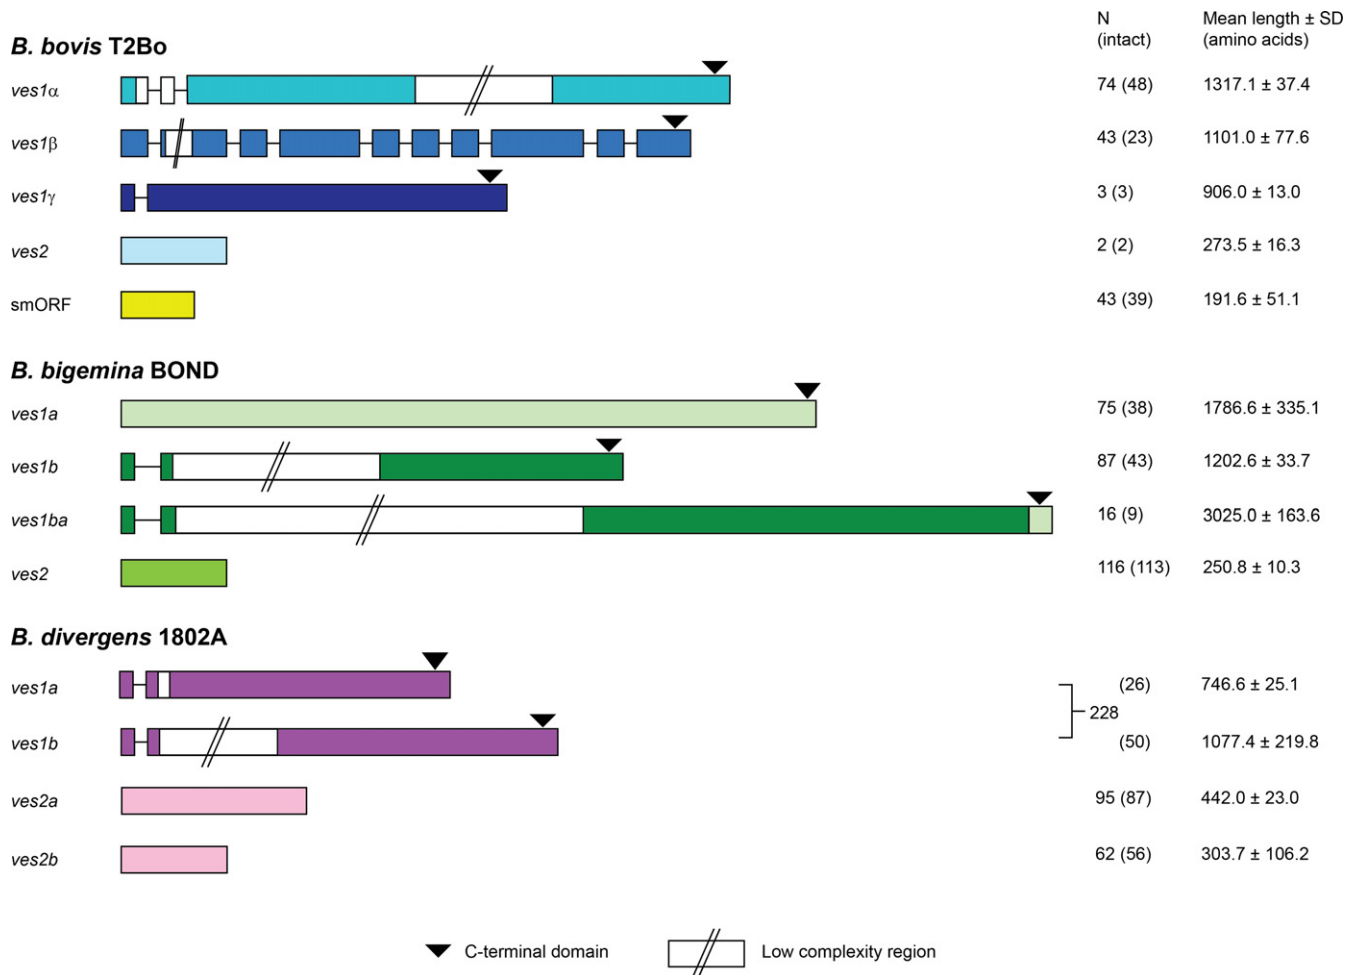 N Mean length ± SD
(intact) (amino acids)
B. bovis T2Bo
ves1α 74 (48) 1317.1 ± 37.4
ves1β 43 (23) 1101.0 ± 77.6
ves1γ 3 (3) 906.0 ± 13.0
ves2 2 (2) 273.5 ± 16.3
smORF 43 (39) 191.6 ± 51.1
B. bigemina BOND
ves1a 75 (38) 1786.6 ± 335.1
ves1b 87 (43) 1202.6 ± 33.7
ves1ba 16 (9) 3025.0 ± 163.6
ves2 116 (113) 250.8 ± 10.3
B. divergens 1802A
ves1a (26) 746.6 ± 25.1
228
ves1b (50) 1077.4 ± 219.8
ves2a 95 (87) 442.0 ± 23.0
ves2b 62 (56) 303.7 ± 106.2
C-terminal domain Low complexity region